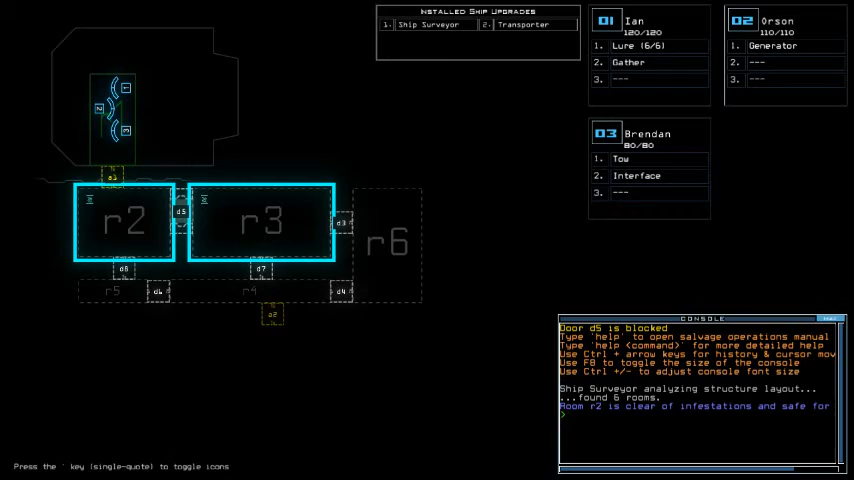 INSTALLED SHIP UPGRADES
1. Ship Surveyor 2. Transporter
01 Ian
120/120
1. Lure (6/6)
2. Gather
3. ---
02 Orson
110/110
1. Generator
2. ---
3. ---
03 Brendan
80/80
1. Tow
2. Interface
3. ---
1
2
3
a1
r2
d5
r3
d3
r6
d8
d7
r5
d6
r4
d4
a2
CONSOLE
Door d5 is blocked
Type 'help' to open salvage operations manual
Type 'help <command>' for more detailed help
Use Ctrl + arrow keys for history & cursor mov
Use F8 to toggle the size of the console
Use Ctrl +/- to adjust console font size
Ship Surveyor analyzing structure layout...
...found 6 rooms.
Room r2 is clear of infestations and safe for
>
Press the ' key (single-quote) to toggle icons